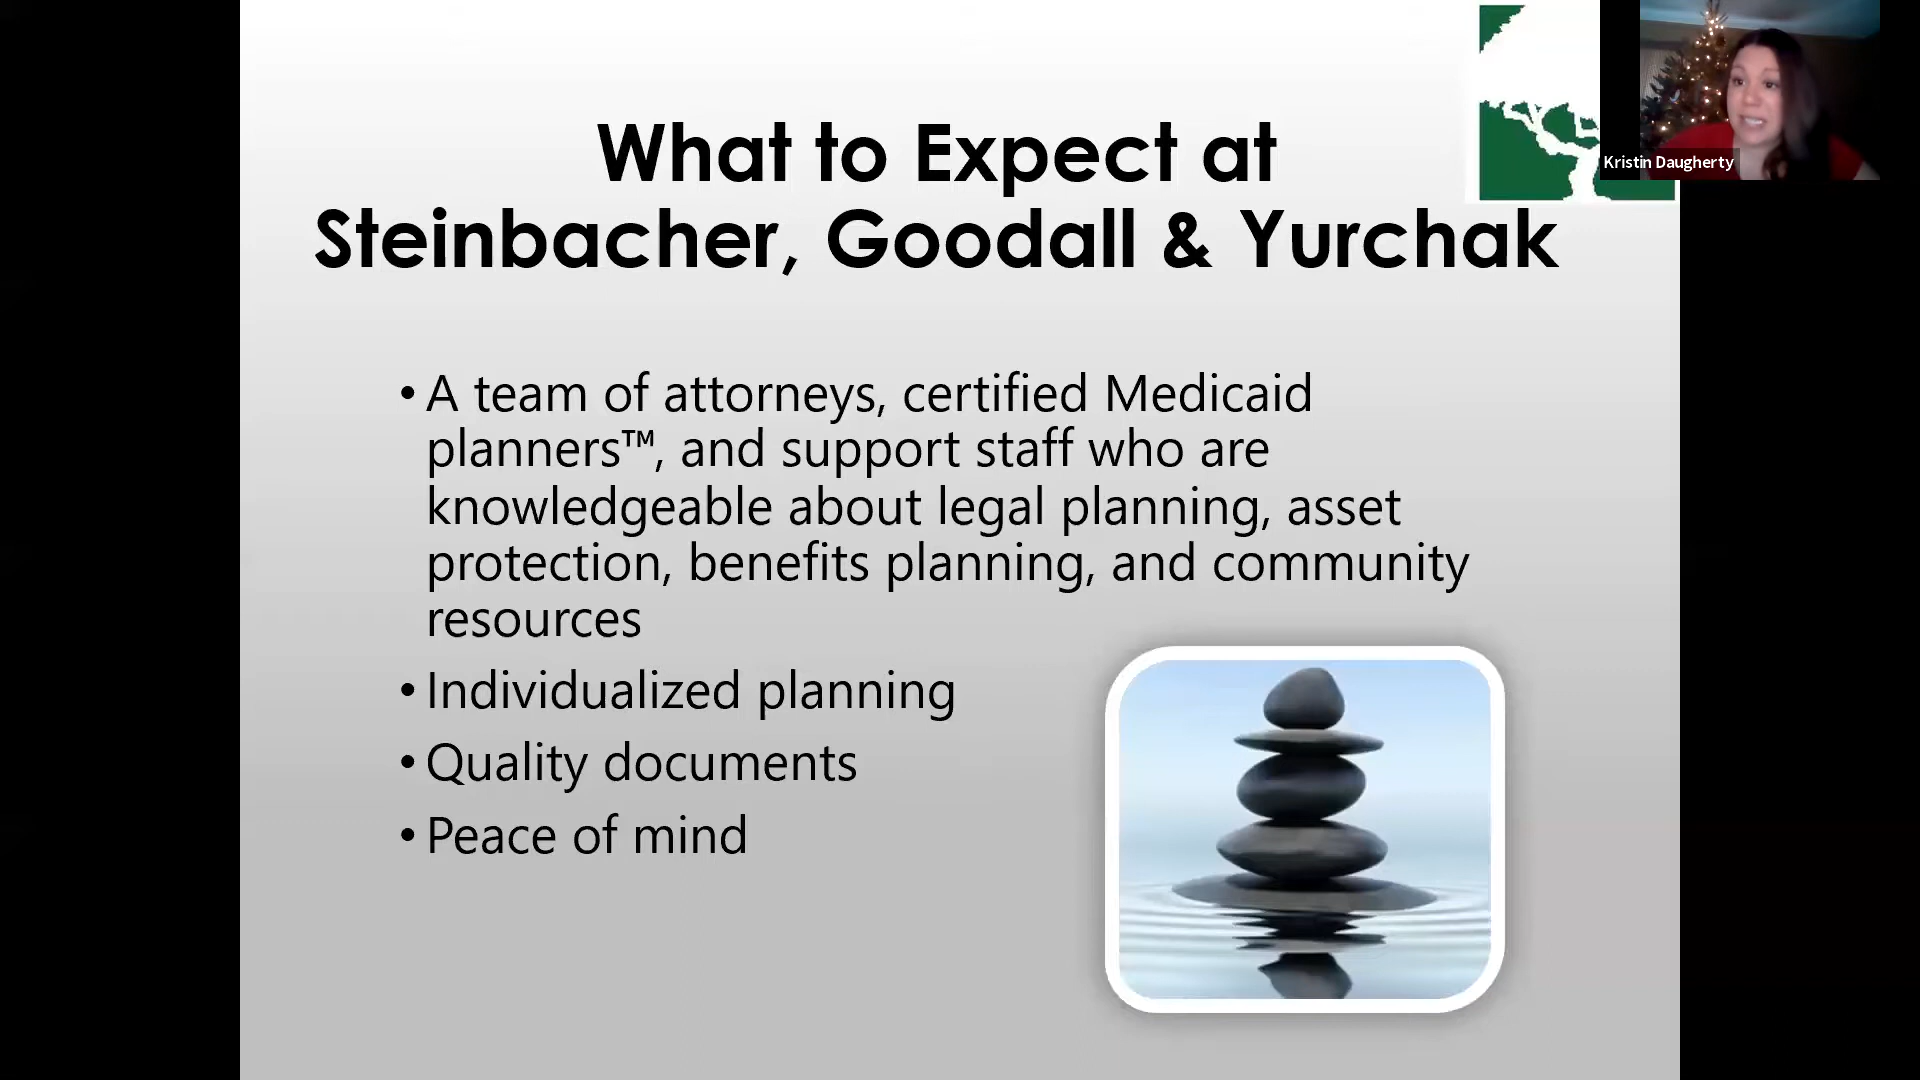 What to Expect at
Steinbacher, Goodall & Yurchak
Kristin Daugherty
• A team of attorneys, certified Medicaid
planners™, and support staff who are
knowledgeable about legal planning, asset
protection, benefits planning, and community
resources
• Individualized planning
• Quality documents
• Peace of mind